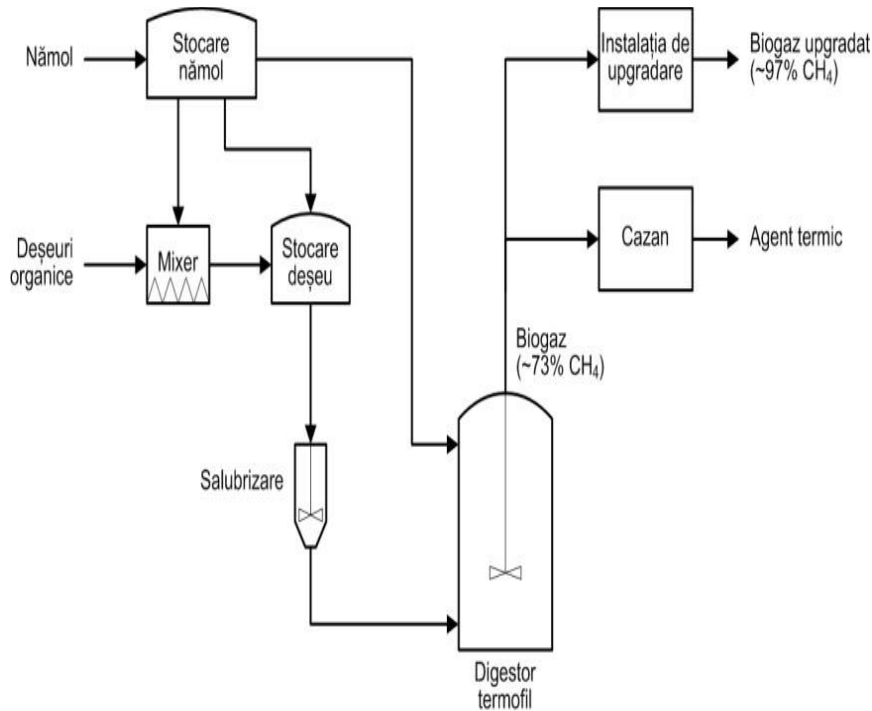 Nămol
Stocare
nămol
Instalația de
upgradare
Biogaz upgradat
(~97% CH₄)
Deșeuri
organice
Mixer
Stocare
deșeu
Cazan
Agent termic
Biogaz
(~73% CH₄)
Salubrizare
Digestor
termofil